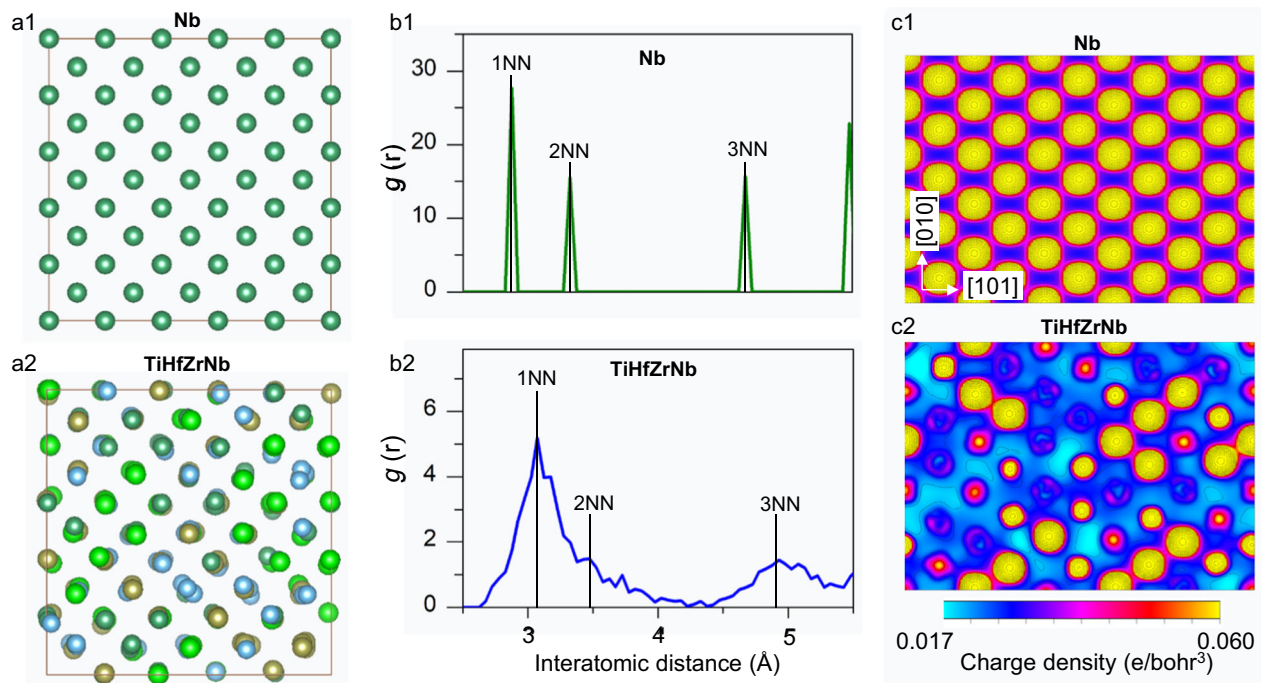 a1
Nb
b1
Nb
1NN
2NN
3NN
30
20
10
0
g (r)
c1
Nb
[010]
[101]
a2
TiHfZrNb
b2
TiHfZrNb
1NN
2NN
3NN
6
4
2
0
g (r)
3
4
5
Interatomic distance (Å)
c2
TiHfZrNb
0.017
0.060
Charge density (e/bohr³)